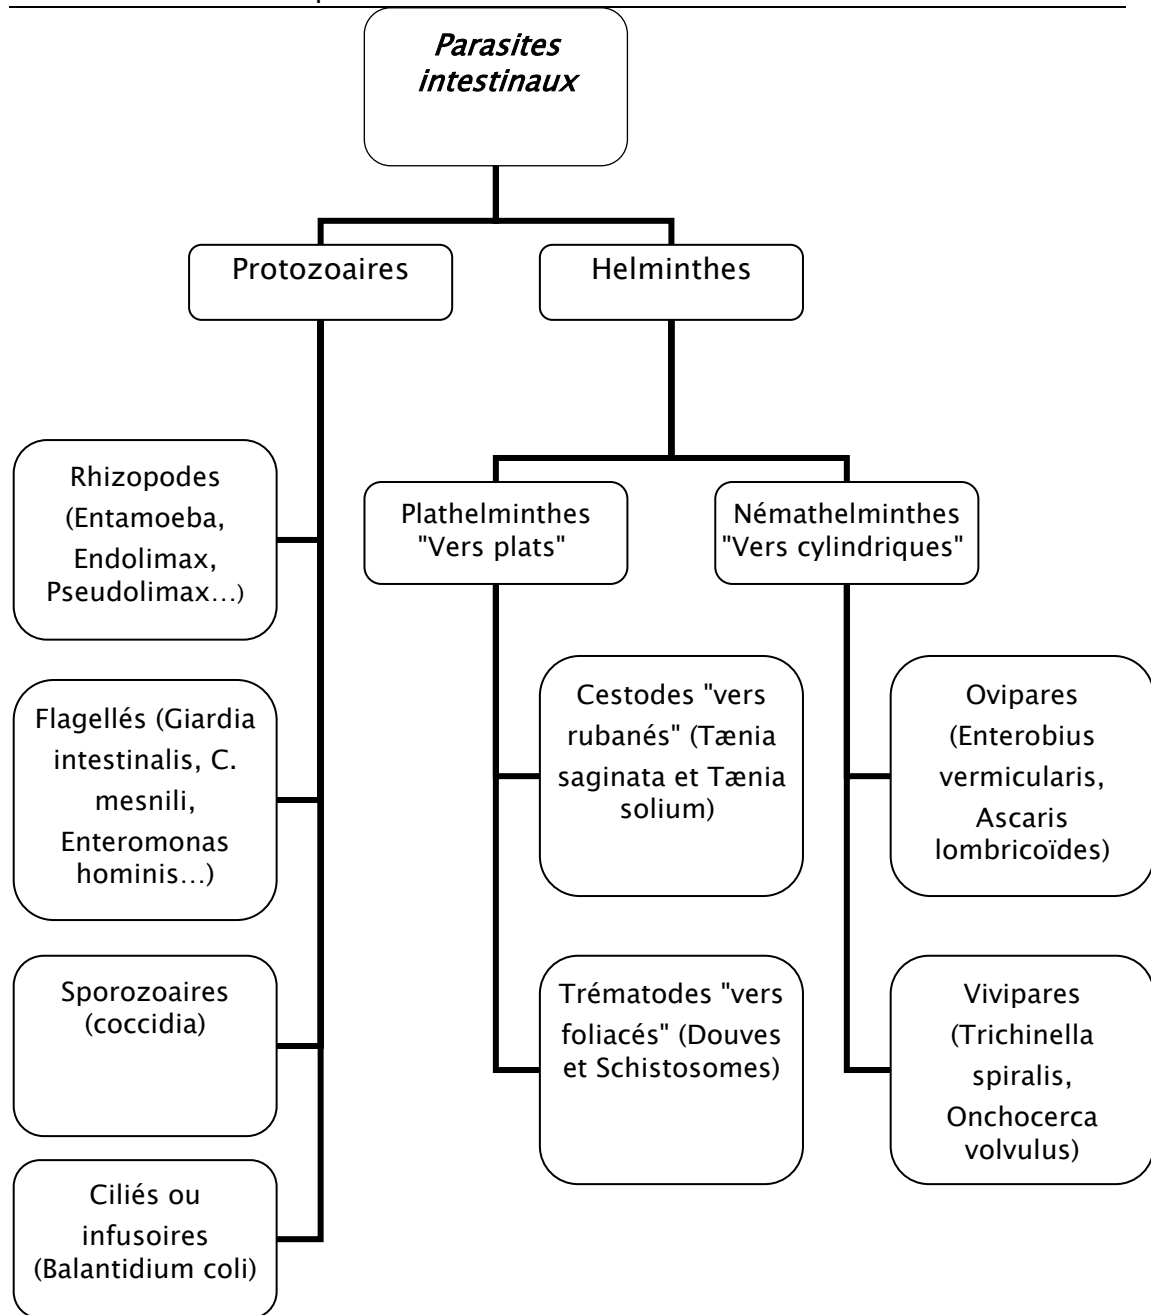 Parasites
intestinaux
Protozoaires
Helminthes
Rhizopodes
(Entamoeba,
Endolimax,
Pseudolimax…)
Flagellés (Giardia
intestinalis, C.
mesnili,
Enteromonas
hominis…)
Sporozoaires
(coccidia)
Ciliés ou
infusoires
(Balantidium coli)
Plathelminthes
"Vers plats"
Némathelminthes
"Vers cylindriques"
Cestodes "vers
rubanés" (Tænia
saginata et Tænia
solium)
Trématodes "vers
foliacés" (Douves
et Schistosomes)
Ovipares
(Enterobius
vermicularis,
Ascaris
lombricoïdes)
Vivipares
(Trichinella
spiralis,
Onchocerca
volvulus)